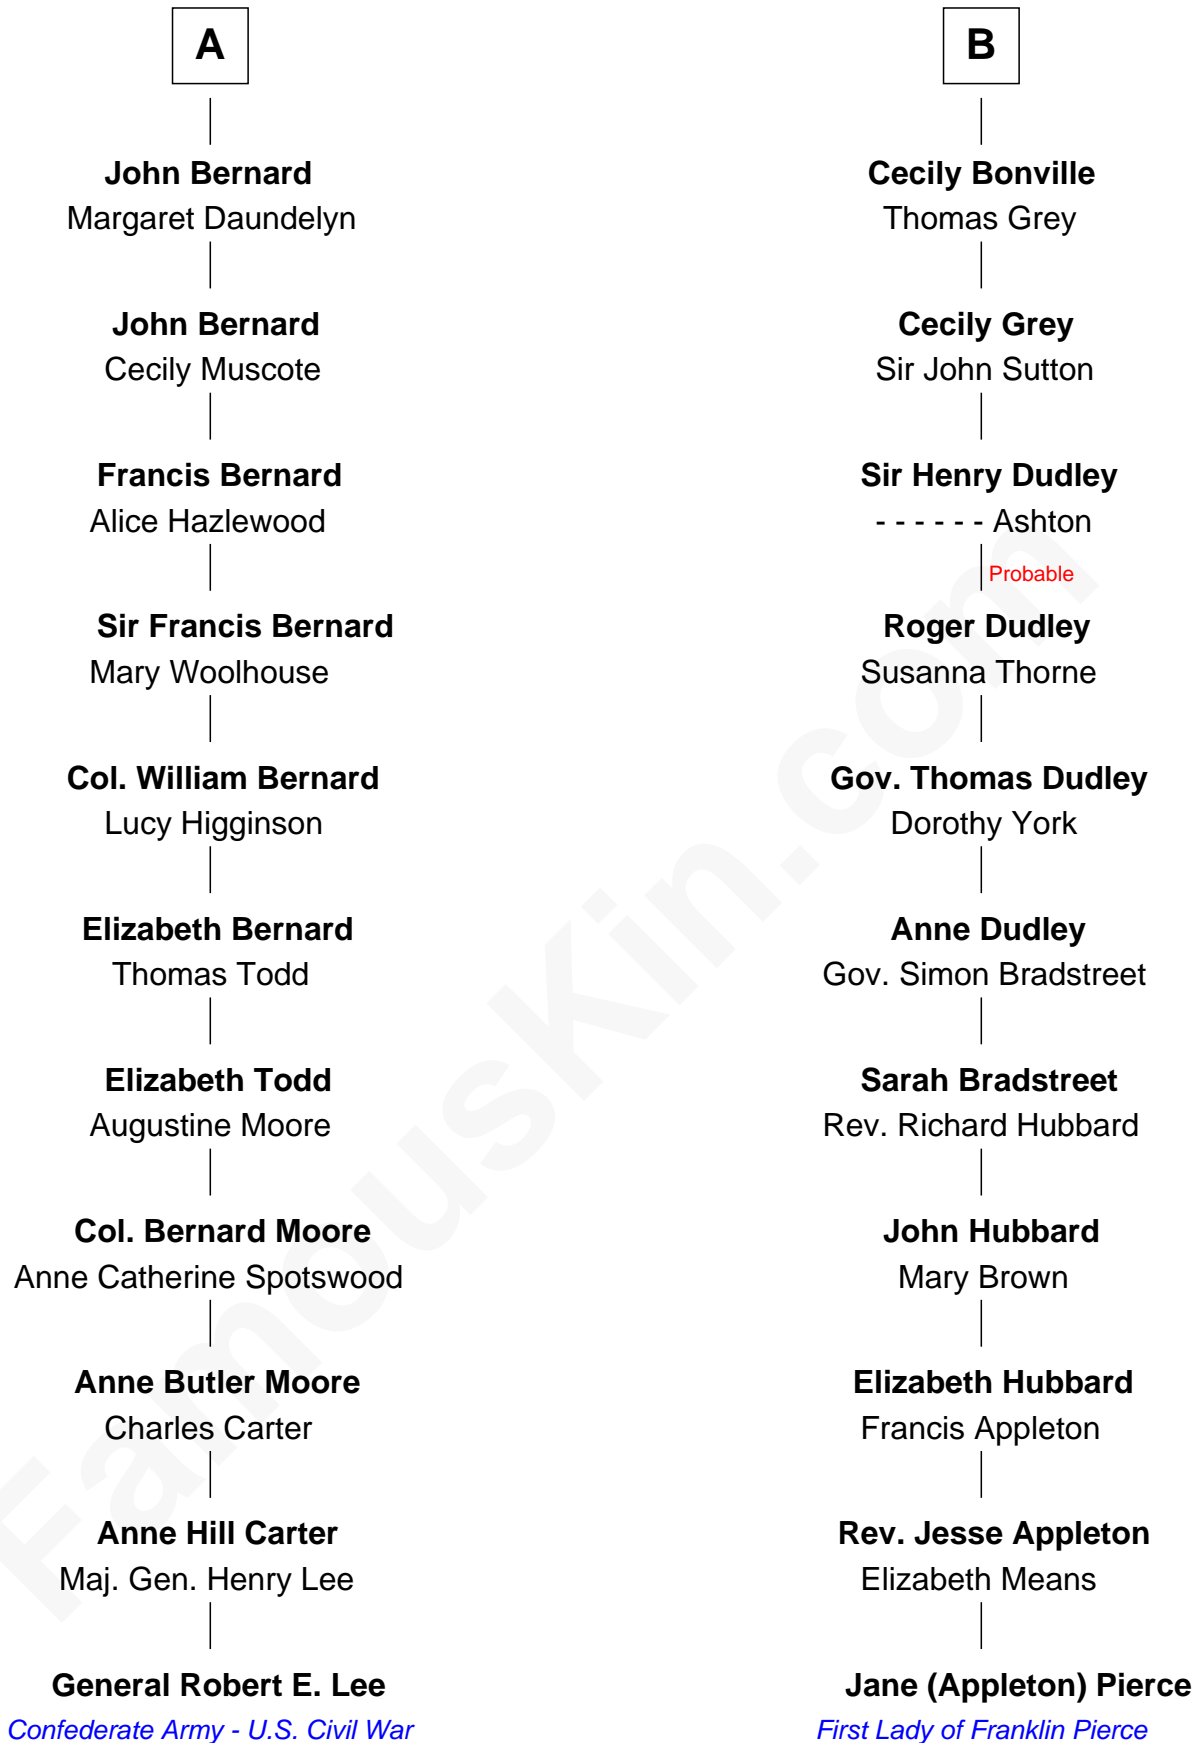 A
John Bernard
Margaret Daundelyn
John Bernard
Cecily Muscote
Francis Bernard
Alice Hazlewood
Sir Francis Bernard
Mary Woolhouse
Col. William Bernard
Lucy Higginson
Elizabeth Bernard
Thomas Todd
Elizabeth Todd
Augustine Moore
Col. Bernard Moore
Anne Catherine Spotswood
Anne Butler Moore
Charles Carter
Anne Hill Carter
Maj. Gen. Henry Lee
General Robert E. Lee
Confederate Army - U.S. Civil War
B
Cecily Bonville
Thomas Grey
Cecily Grey
Sir John Sutton
Sir Henry Dudley
- - - - - - Ashton
Probable
Roger Dudley
Susanna Thorne
Gov. Thomas Dudley
Dorothy York
Anne Dudley
Gov. Simon Bradstreet
Sarah Bradstreet
Rev. Richard Hubbard
John Hubbard
Mary Brown
Elizabeth Hubbard
Francis Appleton
Rev. Jesse Appleton
Elizabeth Means
Jane (Appleton) Pierce
First Lady of Franklin Pierce
FamousKin.com